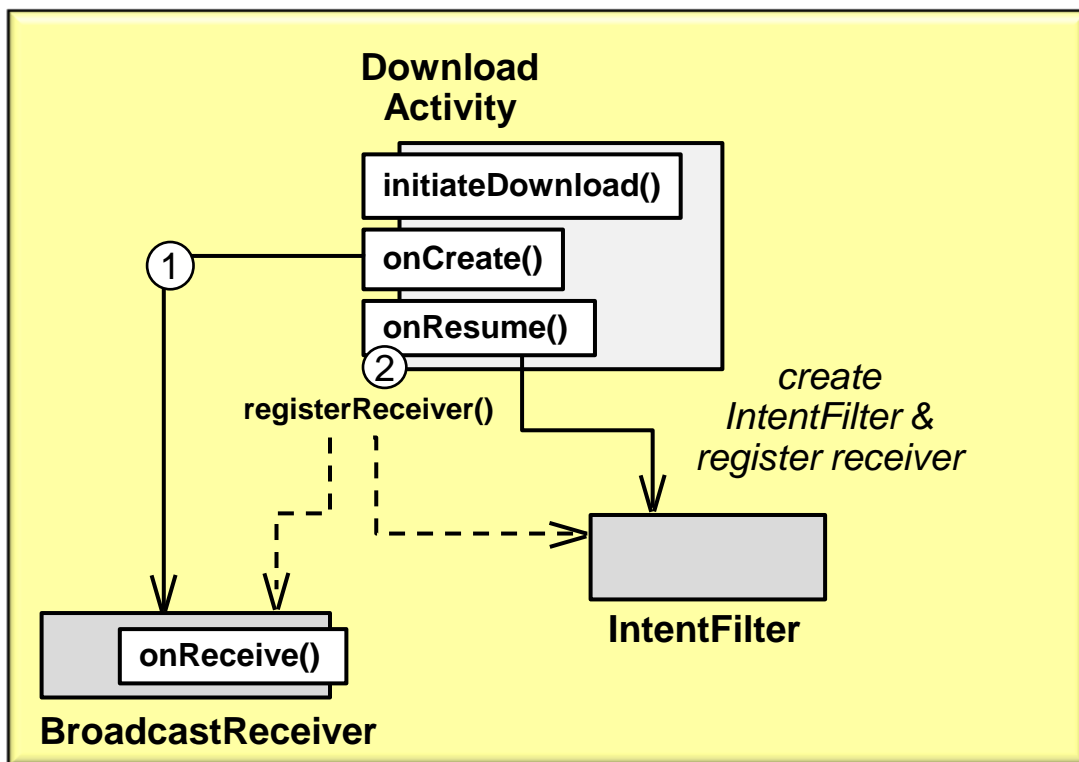 Download
Activity
initiateDownload()
1
onCreate()
onResume()
2
registerReceiver()
create
IntentFilter &
register receiver
IntentFilter
onReceive()
BroadcastReceiver